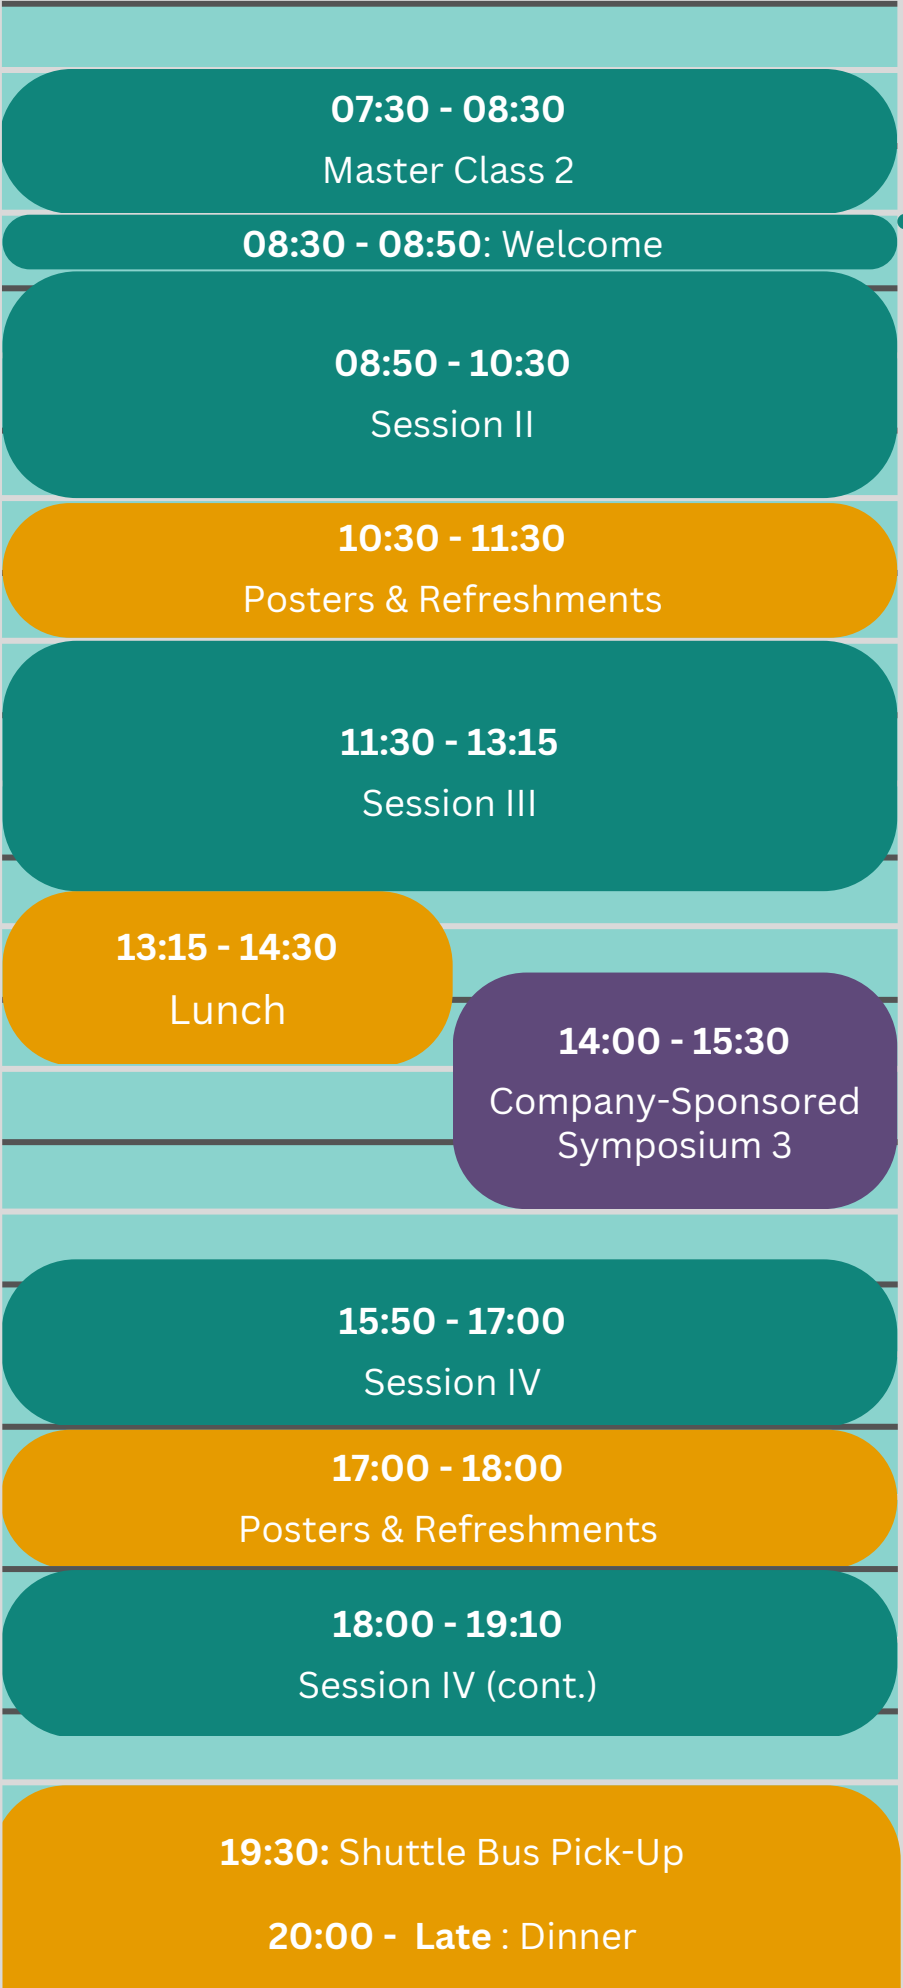 07:30 - 08:30
Master Class 2
08:30 - 08:50: Welcome
08:50 - 10:30
Session II
10:30 - 11:30
Posters & Refreshments
11:30 - 13:15
Session III
13:15 - 14:30
Lunch
14:00 - 15:30
Company-Sponsored
Symposium 3
15:50 - 17:00
Session IV
17:00 - 18:00
Posters & Refreshments
18:00 - 19:10
Session IV (cont.)
19:30: Shuttle Bus Pick-Up
20:00 - Late : Dinner